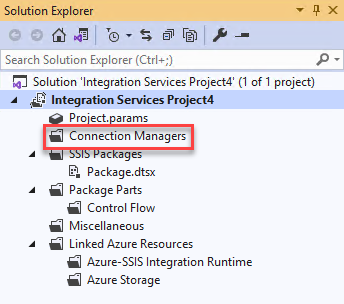 Solution Explorer
Search Solution Explorer (Ctrl+;)
Solution 'Integration Services Project4' (1 of 1 project)
Integration Services Project4
Project.params
Connection Managers
SSIS Packages
Package.dtsx
Package Parts
Control Flow
Miscellaneous
Linked Azure Resources
Azure-SSIS Integration Runtime
Azure Storage